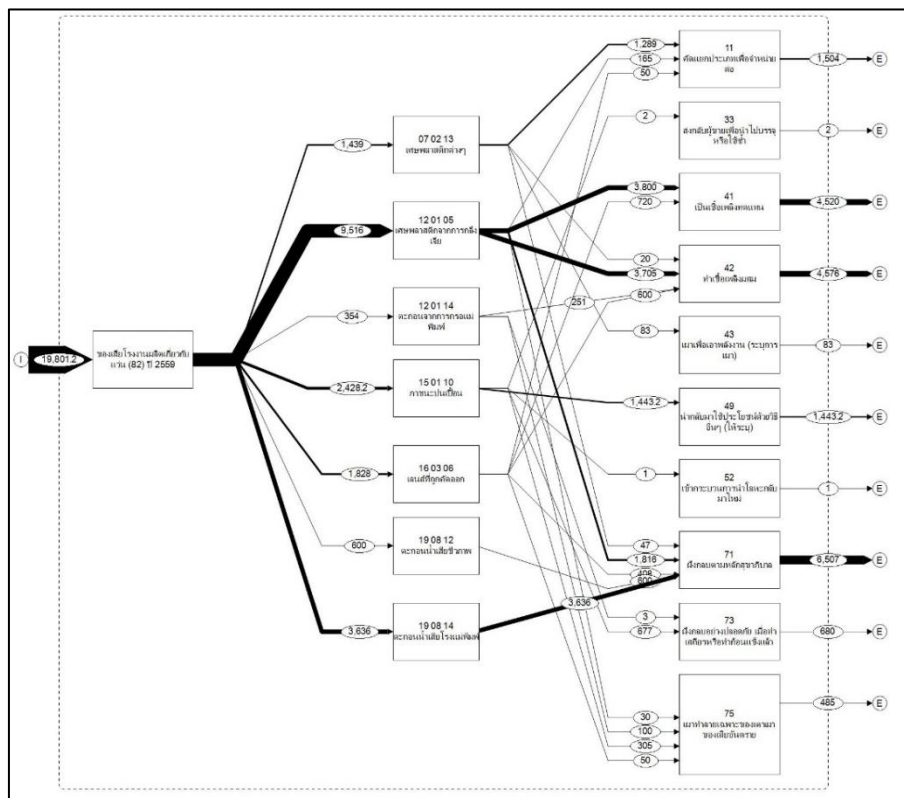 I
19,801.2
ของเสียโรงงานผลิตเกี่ยวกับ
แว่น (82) ปี 2559
1,439
9,516
354
2,428.2
1,828
600
3,636
07 02 13
เศษพลาสติกต่างๆ
12 01 05
เศษพลาสติกจากการกลึง
เจีย
12 01 14
ตะกอนจากการกรอแม่
พิมพ์
15 01 10
ภาชนะปนเปื้อน
16 03 06
เลนส์ที่ถูกคัดออก
19 08 12
ตะกอนน้ำเสียชีวภาพ
19 08 14
ตะกอนน้ำเสียโรงแม่พิมพ์
1,289
165
50
2
3,800
720
20
3,705
251
600
83
1,443.2
1
47
1,816
600
3,636
3
677
30
100
305
50
11
คัดแยกประเภทเพื่อจำหน่าย
ต่อ
33
ส่งกลับผู้ขายเพื่อนำไปบรรจุ
หรือใช้ซ้ำ
41
เป็นเชื้อเพลิงทดแทน
42
ทำเชื้อเพลิงผสม
43
เผาเพื่อเอาพลังงาน (ระบุการ
เผา)
49
นำกลับมาใช้ประโยชน์ด้วยวิธี
อื่นๆ (ให้ระบุ)
52
เข้ากระบวนการนำโลหะกลับ
มาใหม่
71
ฝังกลบตามหลักสุขาภิบาล
73
ฝังกลบอย่างปลอดภัย เมื่อทำ
เสถียรหรือทำก้อนแข็งแล้ว
75
เผาทำลายเฉพาะของเตาเผา
ของเสียอันตราย
1,504
E
2
E
4,520
E
4,576
E
83
E
1,443.2
E
1
E
6,507
E
680
E
485
E